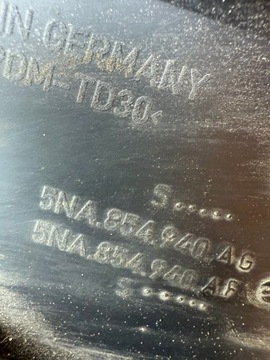 IN GERMANY
PDM-TD30<
S.....
5NA.854.940.AG
5NA.854.940.AF
S......